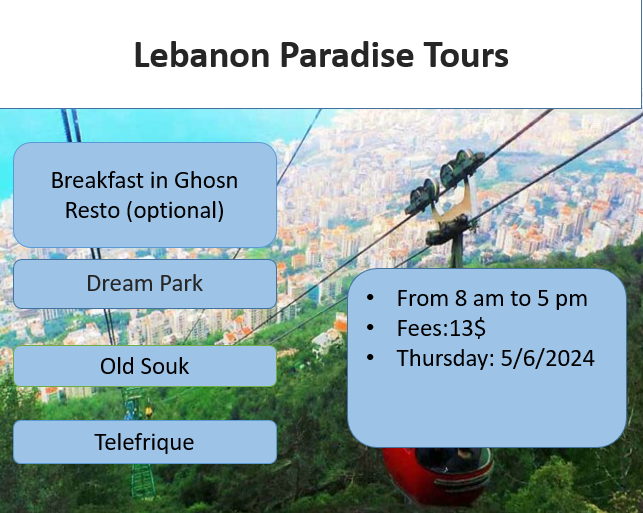 Lebanon Paradise Tours
Breakfast in Ghosn
Resto (optional)
Dream Park
Old Souk
Telefrique
• From 8 am to 5 pm
• Fees:13$
• Thursday: 5/6/2024